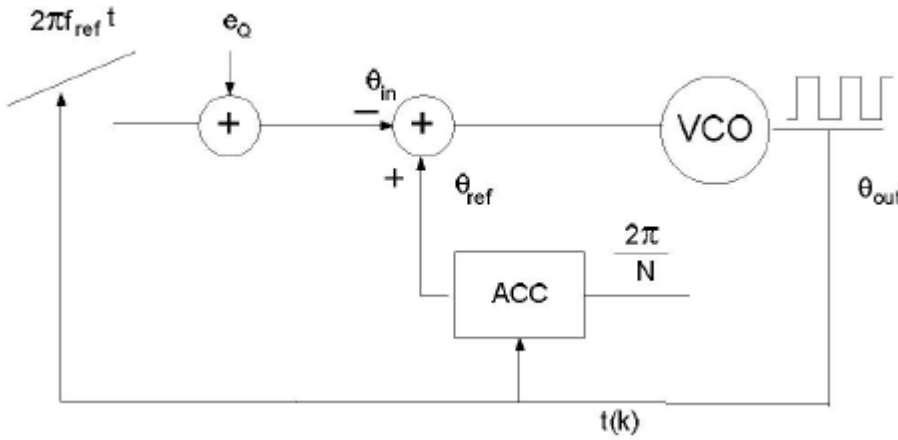 2πf_ref t
e_Q
θ_in
−
+
+
VCO
+
θ_ref
θ_out
2π
N
ACC
t(k)